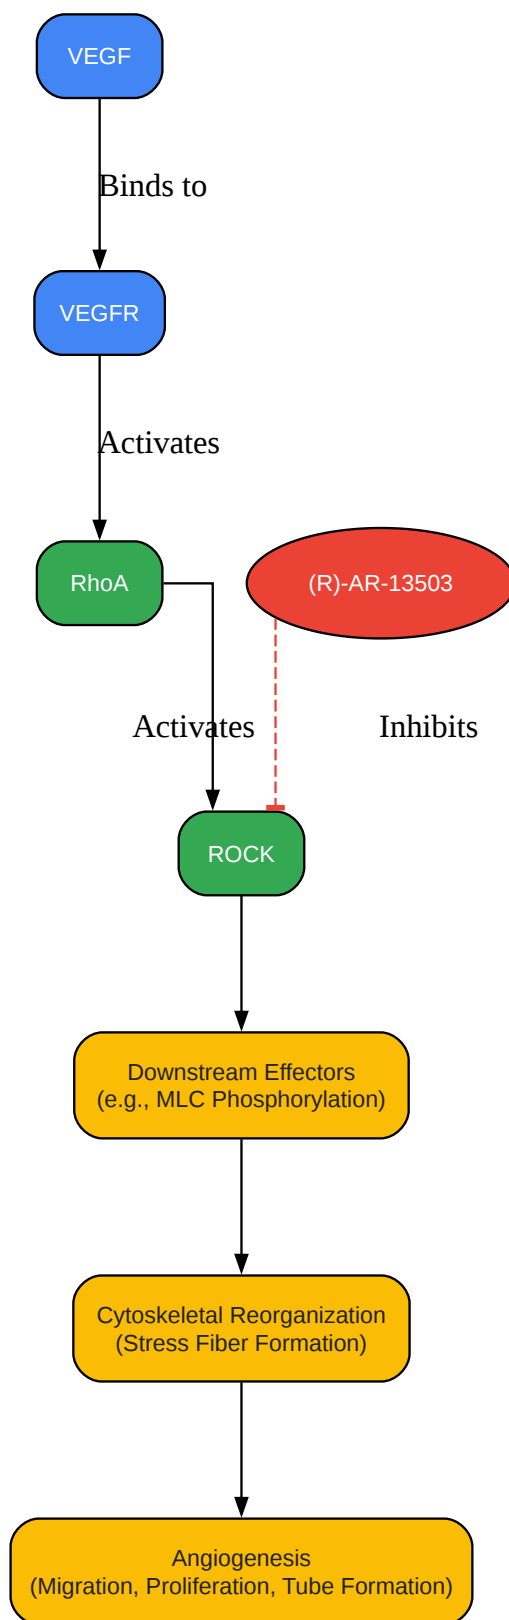 VEGF
Binds to
VEGFR
Activates
RhoA
(R)-AR-13503
Activates
Inhibits
ROCK
Downstream Effectors
(e.g., MLC Phosphorylation)
Cytoskeletal Reorganization
(Stress Fiber Formation)
Angiogenesis
(Migration, Proliferation, Tube Formation)